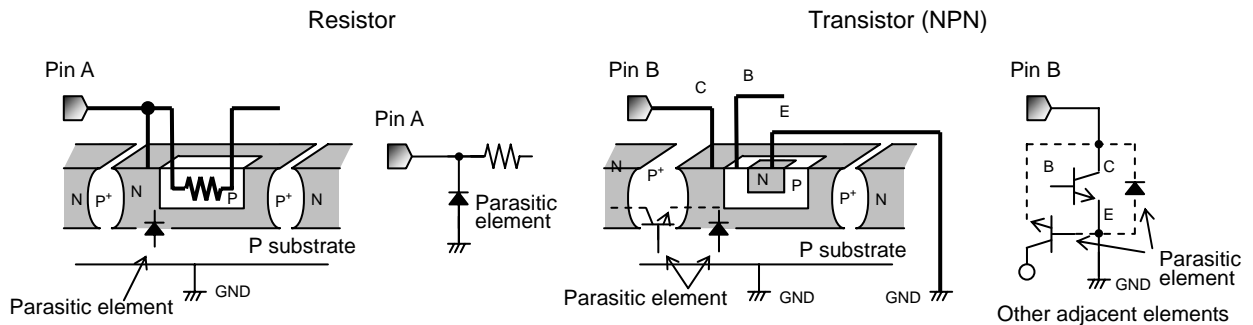 Resistor
Transistor (NPN)
Pin A
Pin A
N
P+
N
P
P+
N
Parasitic
element
P substrate
GND
Parasitic element
Pin B
C
B
E
N
P+
N
P
P+
N
P substrate
GND
GND
Parasitic element
Pin B
B
C
E
Parasitic
element
GND
Other adjacent elements